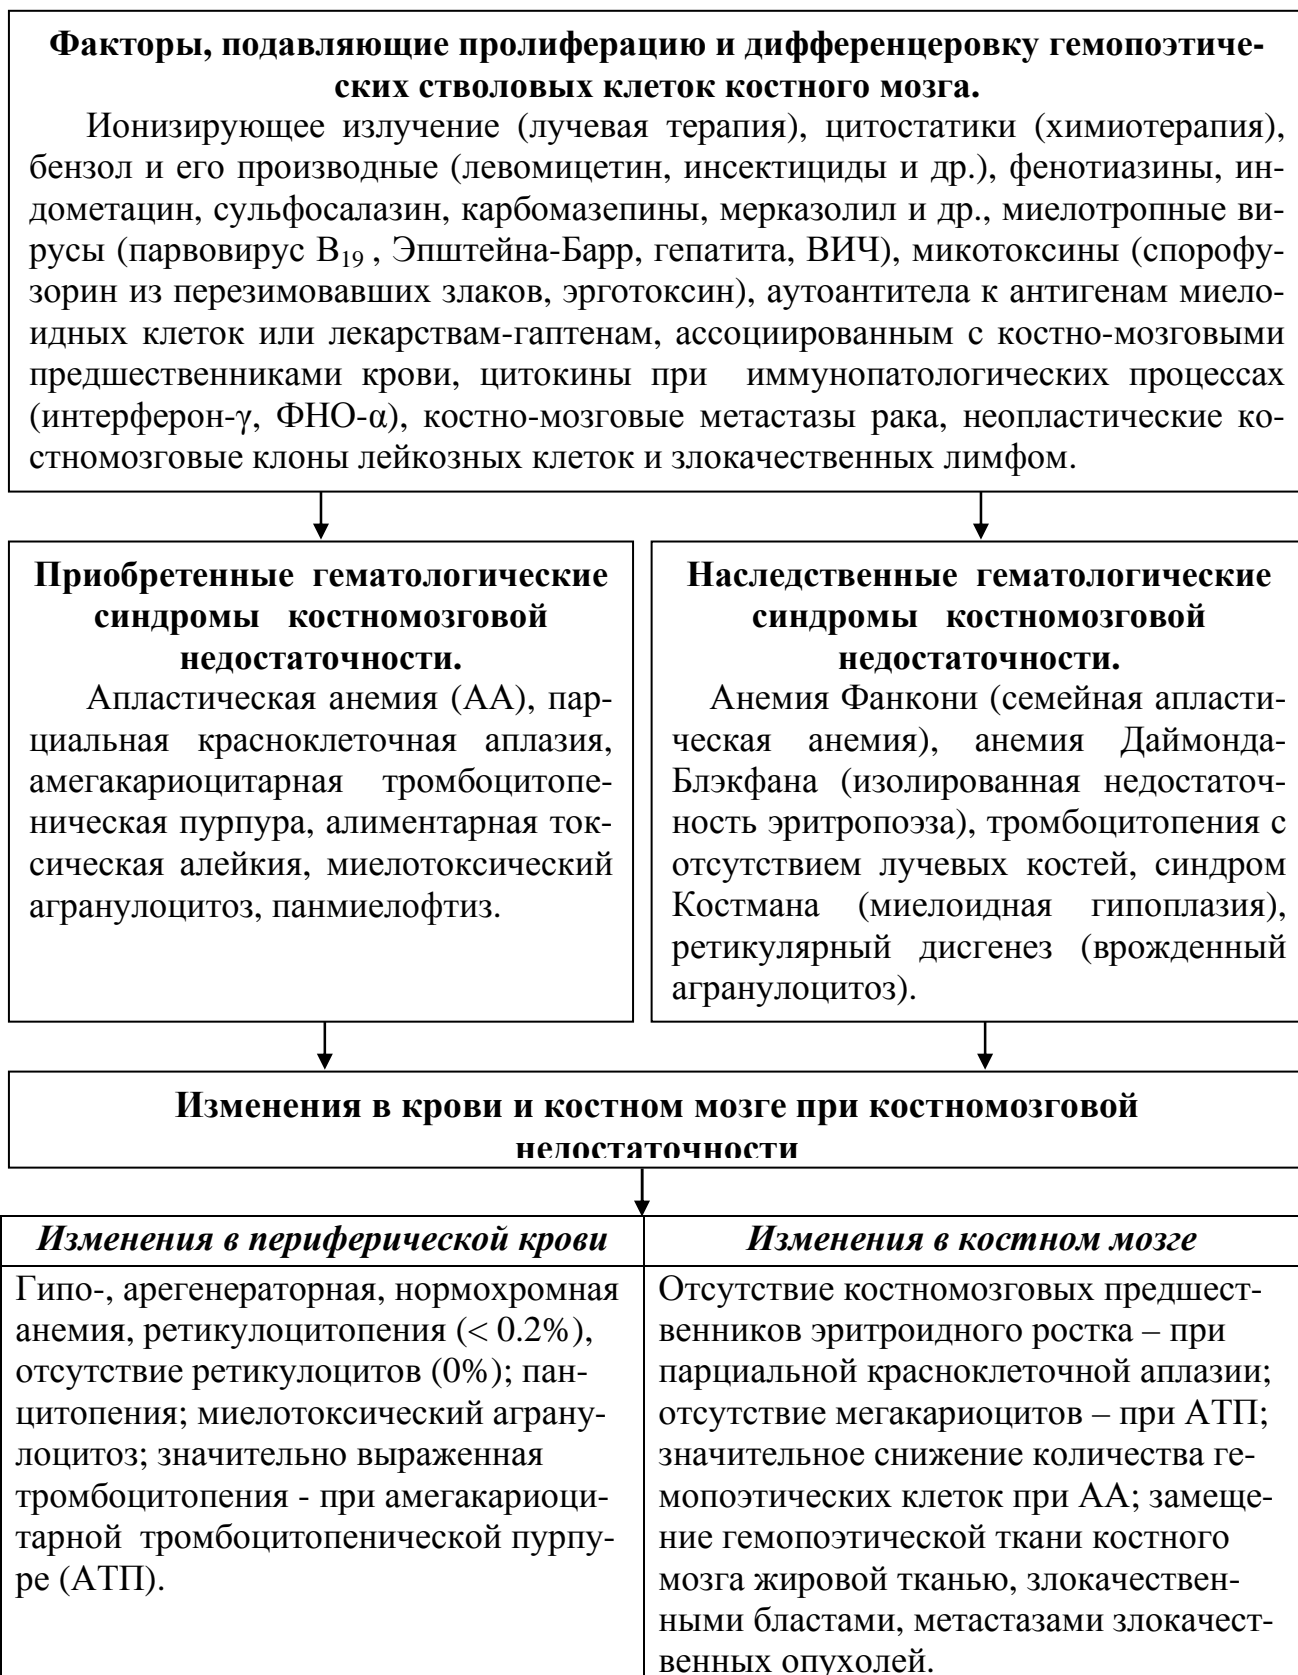 Факторы, подавляющие пролиферацию и дифференцеровку гемопоэтиче-
ских стволовых клеток костного мозга.
Ионизирующее излучение (лучевая терапия), цитостатики (химиотерапия),
бензол и его производные (левомицетин, инсектициды и др.), фенотиазины, ин-
дометацин, сульфосалазин, карбомазепины, мерказолил и др., миелотропные ви-
русы (парвовирус B19 , Эпштейна-Барр, гепатита, ВИЧ), микотоксины (спорофу-
зорин из перезимовавших злаков, эрготоксин), аутоантитела к антигенам миело-
идных клеток или лекарствам-гаптенам, ассоциированным с костно-мозговыми
предшественниками крови, цитокины при иммунопатологических процессах
(интерферон-γ, ФНО-α), костно-мозговые метастазы рака, неопластические ко-
стномозговые клоны лейкозных клеток и злокачественных лимфом.
Приобретенные гематологические
синдромы костномозговой
недостаточности.
Апластическая анемия (АА), пар-
циальная красноклеточная аплазия,
амегакариоцитарная тромбоцитопе-
ническая пурпура, алиментарная ток-
сическая алейкия, миелотоксический
агранулоцитоз, панмиелофтиз.
Наследственные гематологические
синдромы костномозговой
недостаточности.
Анемия Фанкони (семейная апласти-
ческая анемия), анемия Даймонда-
Блэкфана (изолированная недостаточ-
ность эритропоэза), тромбоцитопения с
отсутствием лучевых костей, синдром
Костмана (миелоидная гипоплазия),
ретикулярный дисгенез (врожденный
агранулоцитоз).
Изменения в крови и костном мозге при костномозговой
недостаточности
Изменения в периферической крови
Гипо-, арегенераторная, нормохромная
анемия, ретикулоцитопения (< 0.2%),
отсутствие ретикулоцитов (0%); пан-
цитопения; миелотоксический аграну-
лоцитоз; значительно выраженная
тромбоцитопения - при амегакариоци-
тарной тромбоцитопенической пурпу-
ре (АТП).
Изменения в костном мозге
Отсутствие костномозговых предшест-
венников эритроидного ростка – при
парциальной красноклеточной аплазии;
отсутствие мегакариоцитов – при АТП;
значительное снижение количества ге-
мопоэтических клеток при АА; замеще-
ние гемопоэтической ткани костного
мозга жировой тканью, злокачествен-
ными бластами, метастазами злокачест-
венных опухолей.